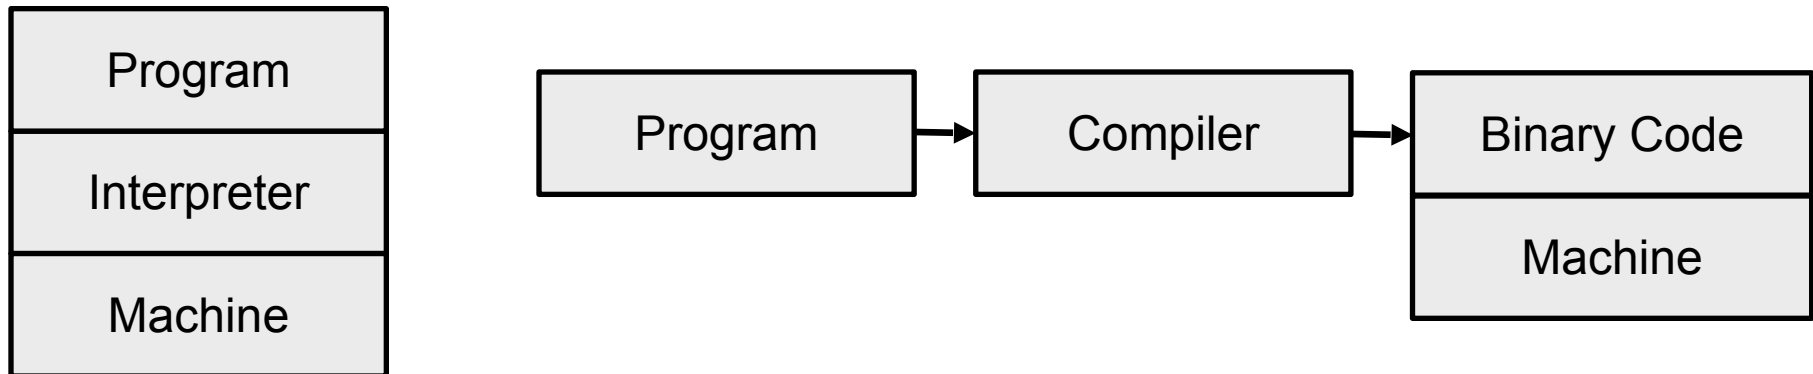 Program
Interpreter
Machine
Program
Compiler
Binary Code
Machine